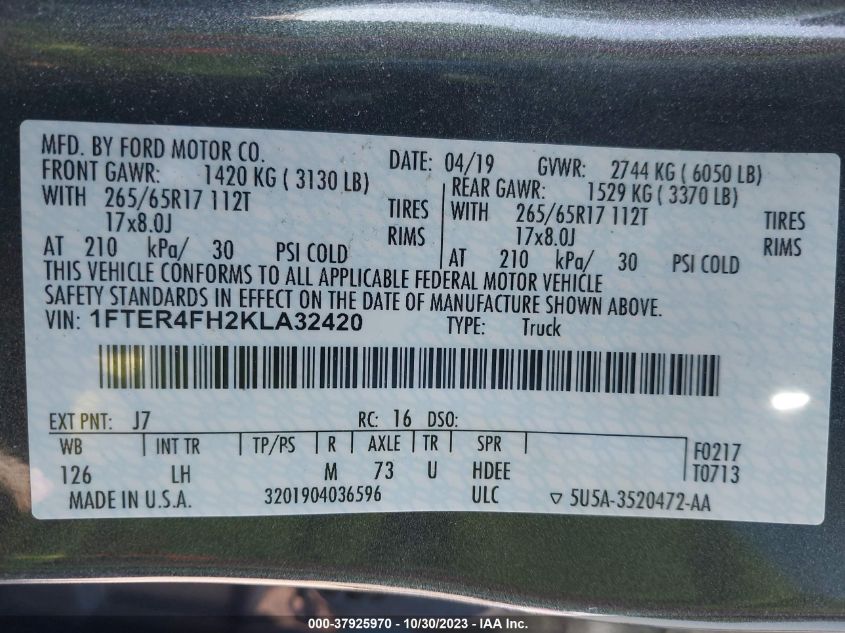 MFD. BY FORD MOTOR CO.
DATE: 04/19 GVWR: 2744 KG ( 6050 LB)
FRONT GAWR: 1420 KG ( 3130 LB)
WITH 265/65R17 112T TIRES
17x8.0J RIMS
AT 210 kPa/ 30 PSI COLD
REAR GAWR: 1529 KG ( 3370 LB)
WITH 265/65R17 112T TIRES
17x8.0J RIMS
AT 210 kPa/ 30 PSI COLD
THIS VEHICLE CONFORMS TO ALL APPLICABLE FEDERAL MOTOR VEHICLE
SAFETY STANDARDS IN EFFECT ON THE DATE OF MANUFACTURE SHOWN ABOVE.
VIN: 1FTER4FH2KLA32420 TYPE: Truck
EXT PNT: J7 RC: 16 DSO:
WB INT TR TP/PS R AXLE TR SPR F0217
126 LH M 73 U HDEE T0713
MADE IN U.S.A. 3201904036596 ULC ▽ 5U5A-3520472-AA
000-37925970 - 10/30/2023 - IAA Inc.